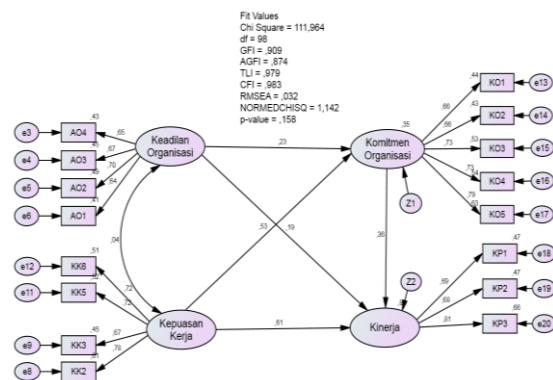 Fit Values
Chi Square = 111,964
df = 98
GFI = ,909
AGFI = ,874
TLI = ,979
CFI = ,983
RMSEA = ,032
NORMEDCHISQ = 1,142
p-value = ,158
e3
AO4
,43
,65
e4
AO3
,67
e5
AO2
,70
e6
AO1
,41
,64
Keadilan
Organisasi
,23
,35
Komitmen
Organisasi
,44
KO1
e13
,66
,43
KO2
e14
,66
,53
KO3
e15
,73
KO4
e16
,73
KO5
e17
,79
Z1
,04
,53
,19
,36
e12
KK6
,51
,72
e11
KK5
,72
e9
KK3
,45
,67
e8
KK2
,78
Kepuasan
Kerja
,61
Kinerja
Z2
,47
KP1
e18
,69
,47
KP2
e19
,68
,66
KP3
e20
,81